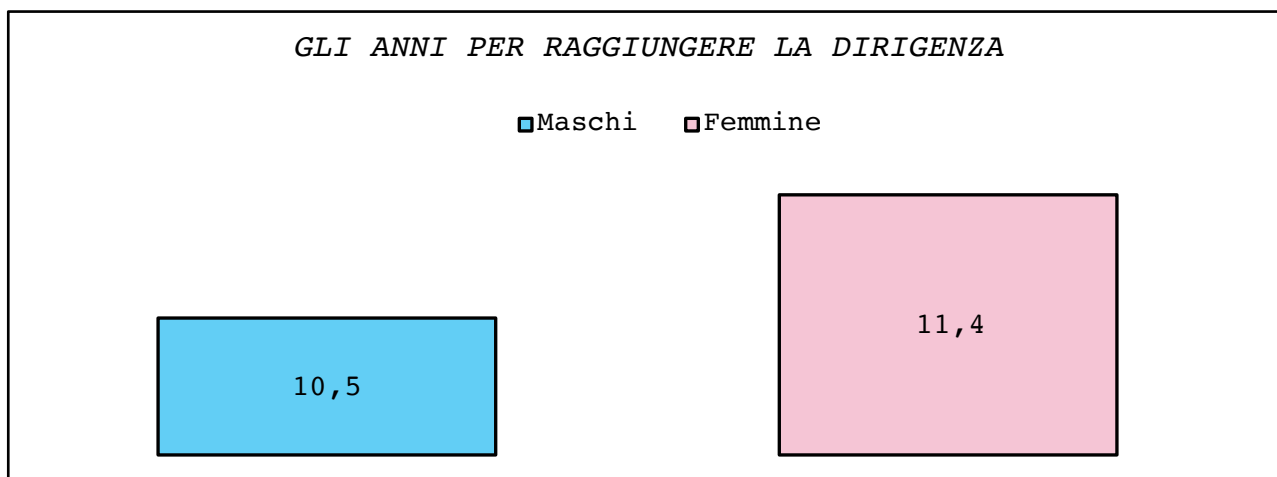 GLI ANNI PER RAGGIUNGERE LA DIRIGENZA
Maschi Femmine
11,4
10,5